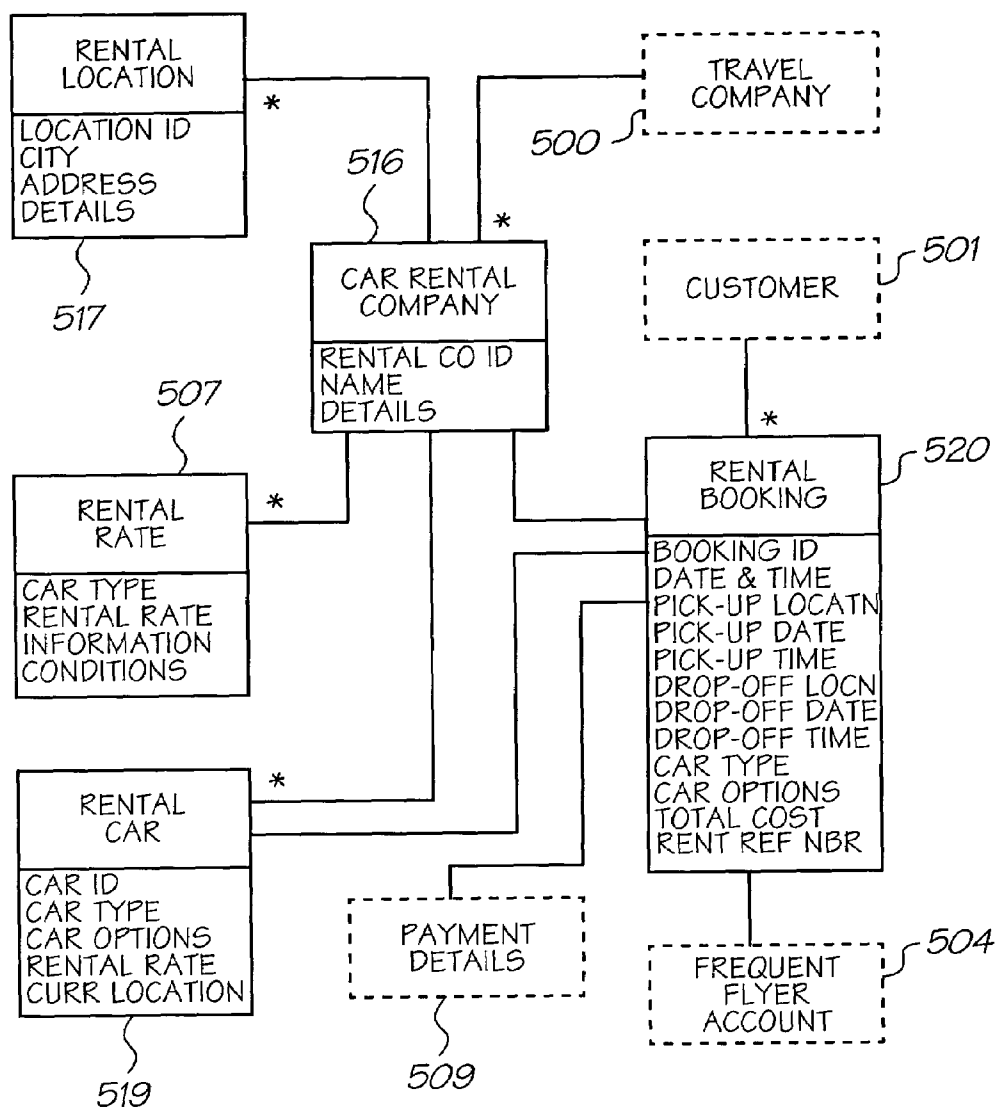 RENTAL
LOCATION
*
LOCATION ID
CITY
ADDRESS
DETAILS
517
TRAVEL
COMPANY
500
516
*
CAR RENTAL
COMPANY
RENTAL CO ID
NAME
DETAILS
CUSTOMER
501
*
507
RENTAL
RATE
*
CAR TYPE
RENTAL RATE
INFORMATION
CONDITIONS
RENTAL
BOOKING
520
BOOKING ID
DATE & TIME
PICK-UP LOCATN
PICK-UP DATE
PICK-UP TIME
DROP-OFF LOCN
DROP-OFF DATE
DROP-OFF TIME
CAR TYPE
CAR OPTIONS
TOTAL COST
RENT REF NBR
RENTAL
CAR
*
CAR ID
CAR TYPE
CAR OPTIONS
RENTAL RATE
CURR LOCATION
519
PAYMENT
DETAILS
509
FREQUENT
FLYER
ACCOUNT
504